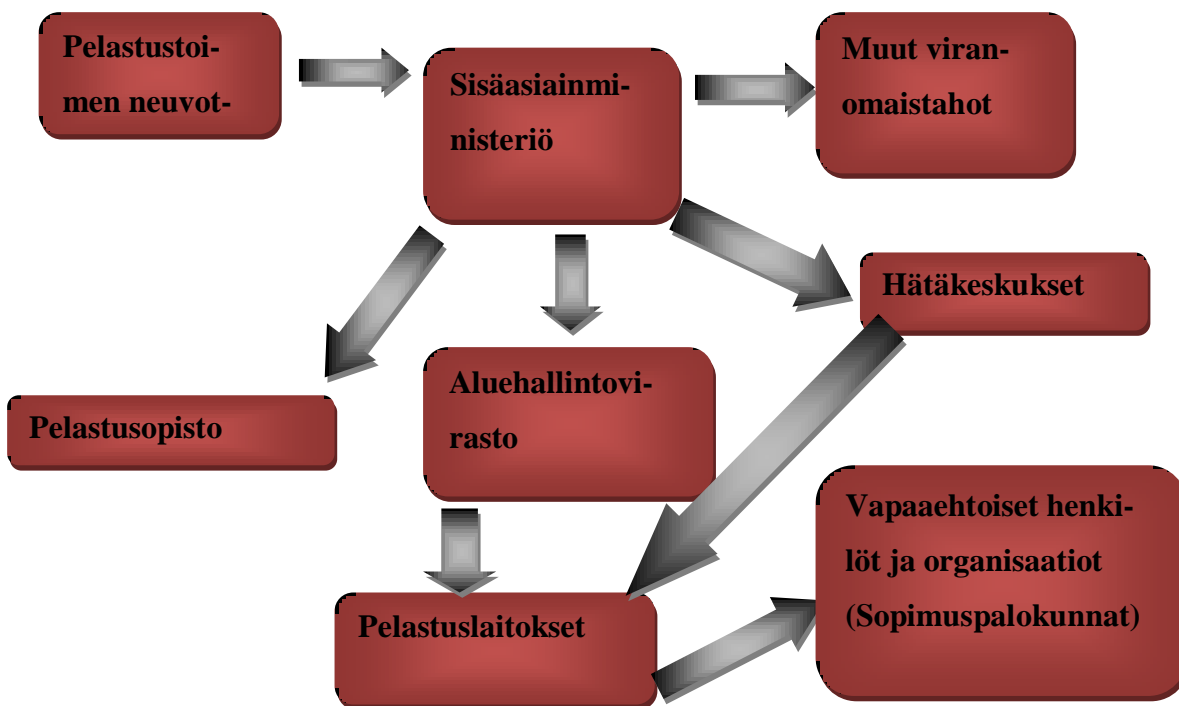 Pelastustoi-
men neuvot-
Sisäasiainmi-
nisteriö
Muut viran-
omaistahot
Hätäkeskukset
Aluehallintovi-
rasto
Pelastusopisto
Vapaaehtoiset henki-
löt ja organisaatiot
(Sopimuspalokunnat)
Pelastuslaitokset